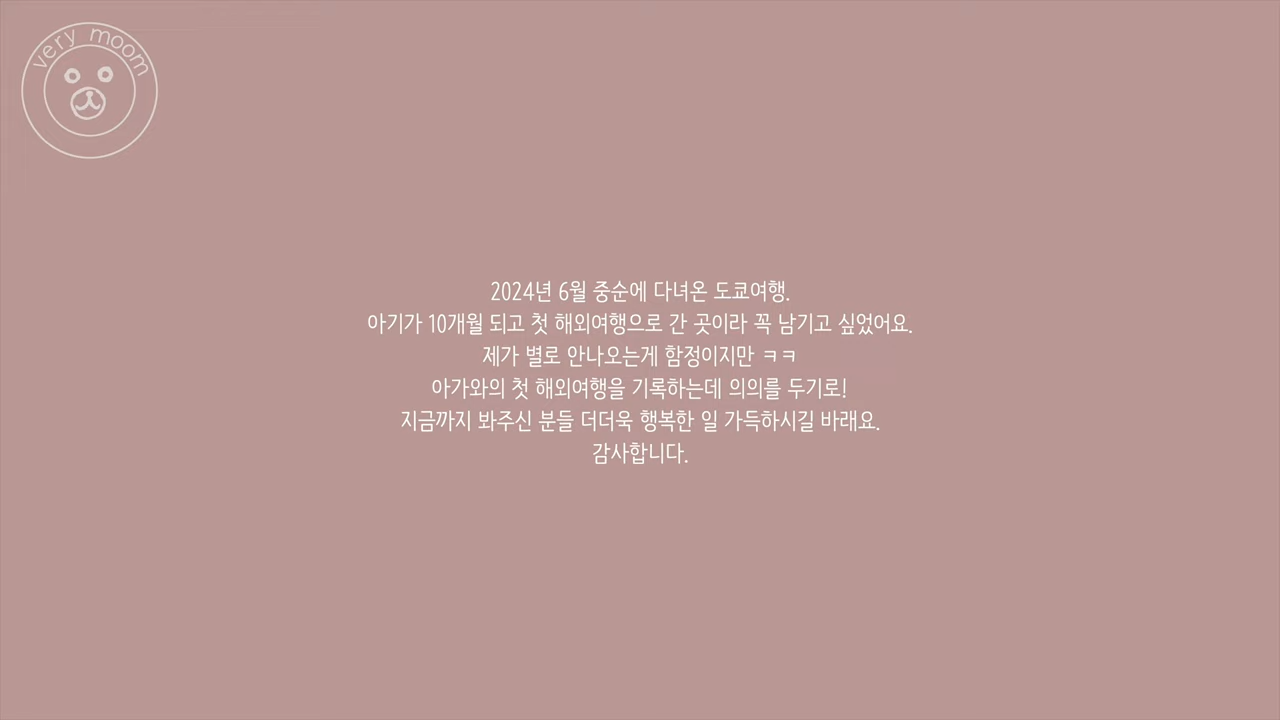 very moom
2024년 6월 중순에 다녀온 도쿄여행.
아기가 10개월 되고 첫 해외여행으로 간 곳이라 꼭 남기고 싶었어요.
제가 별로 안나오는게 함정이지만 ㅋㅋ
아가와의 첫 해외여행을 기록하는데 의의를 두기로!
지금까지 봐주신 분들 더더욱 행복한 일 가득하시길 바래요.
감사합니다.